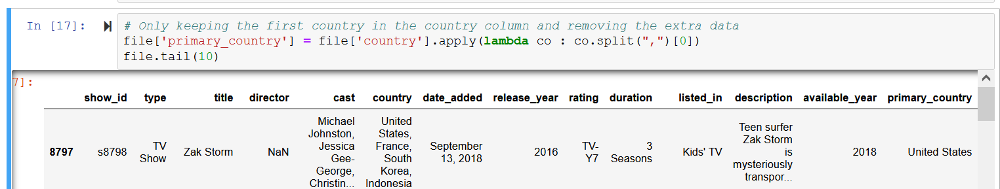 In [17]:
# Only keeping the first country in the country column and removing the extra data
file['primary_country'] = file['country'].apply(lambda co : co.split(",")[0])
file.tail(10)
7]:
show_id type title director cast country date_added release_year rating duration listed_in description available_year primary_country
8797 s8798 TV Show Zak Storm NaN Michael Johnston, Jessica Gee-George, Christin... United States, France, South Korea, Indonesia September 13, 2018 2016 TV-Y7 3 Seasons Kids' TV Teen surfer Zak Storm is mysteriously transpor... 2018 United States